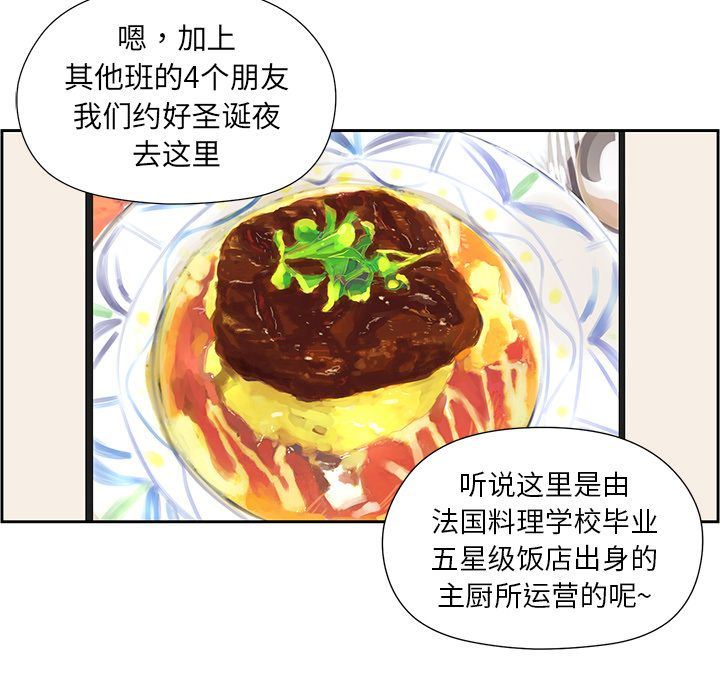 嗯，加上
其他班的4个朋友
我们约好圣诞夜
去这里
听说这里是由
法国料理学校毕业
五星级饭店出身的
主厨所运营的呢~